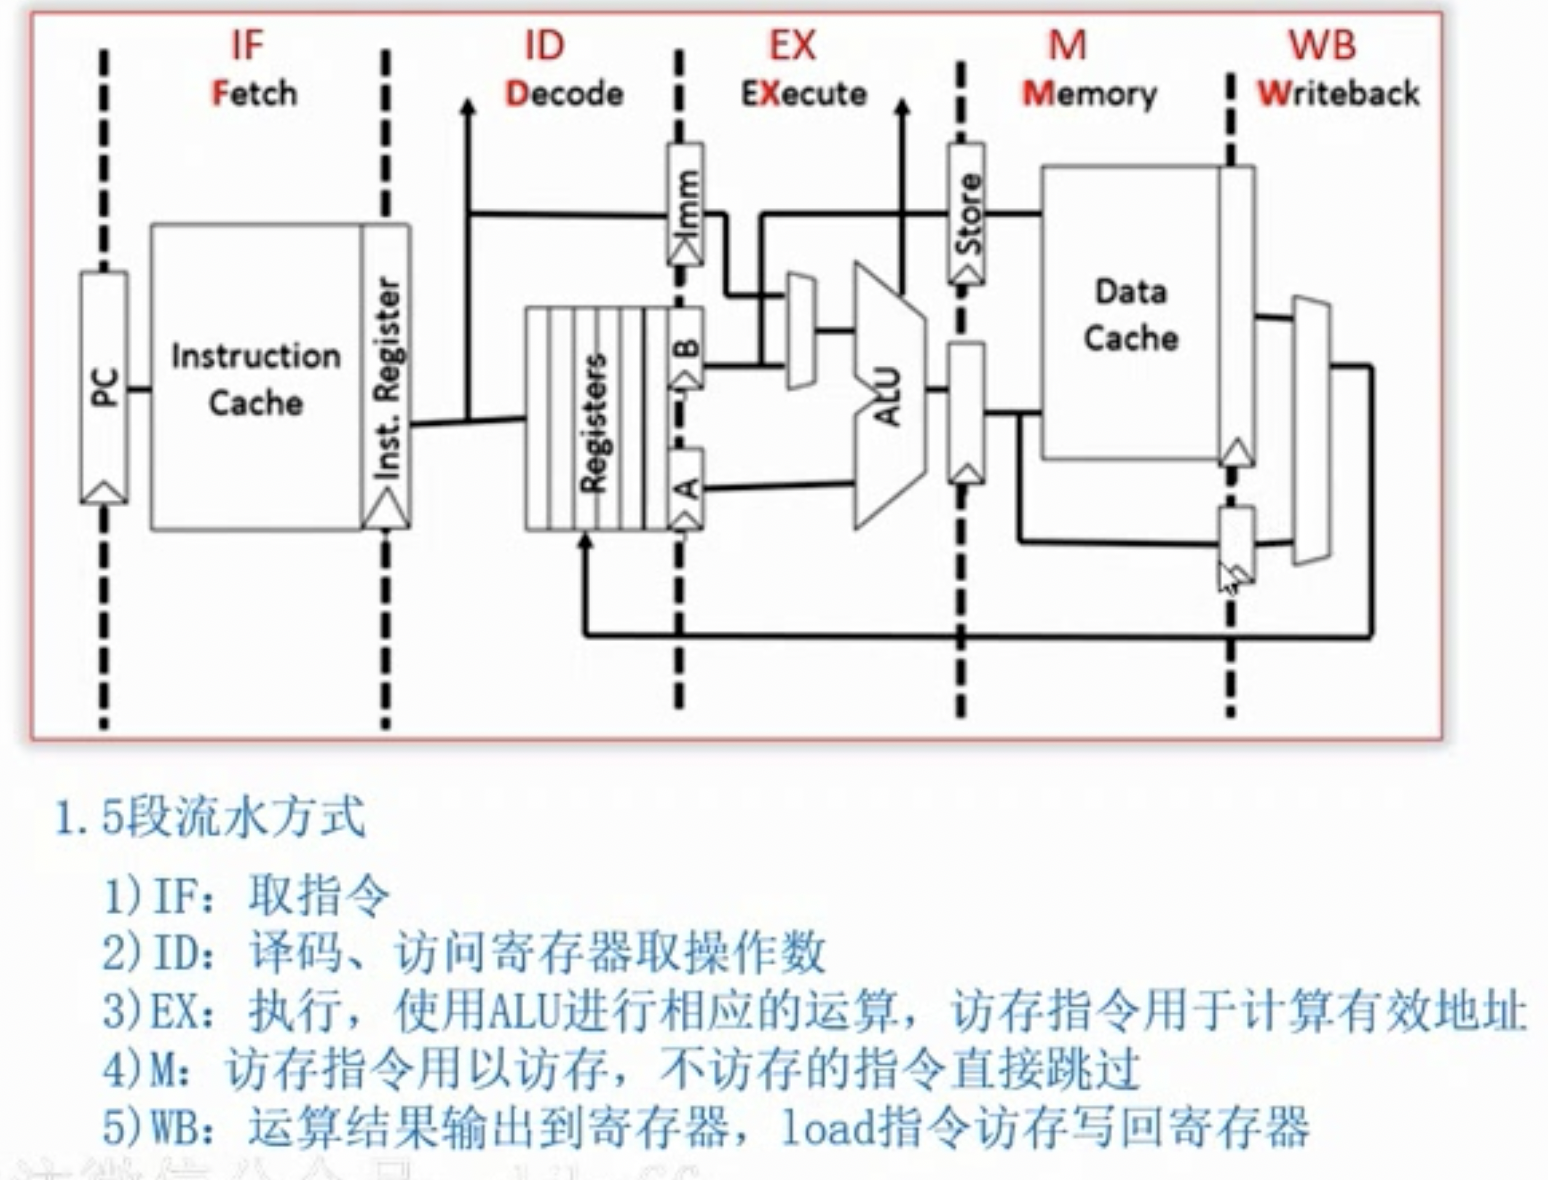 IF ID EX M WB
Fetch Decode EXecute Memory Writeback
PC
Instruction
Cache
Inst. Register
Registers
Imm
B
A
ALU
Store
Data
Cache
1.5段流水方式
1)IF：取指令
2)ID：译码、访问寄存器取操作数
3)EX：执行，使用ALU进行相应的运算，访存指令用于计算有效地址
4)M：访存指令用以访存，不访存的指令直接跳过
5)WB：运算结果输出到寄存器，load指令访存写回寄存器